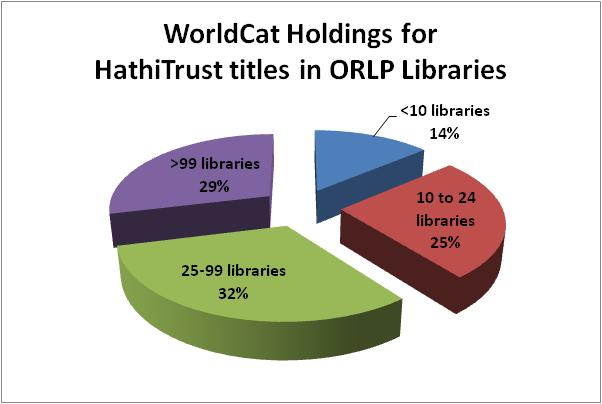 WorldCat Holdings for
HathiTrust titles in ORLP Libraries
<10 libraries
14%
10 to 24
libraries
25%
25-99 libraries
32%
>99 libraries
29%